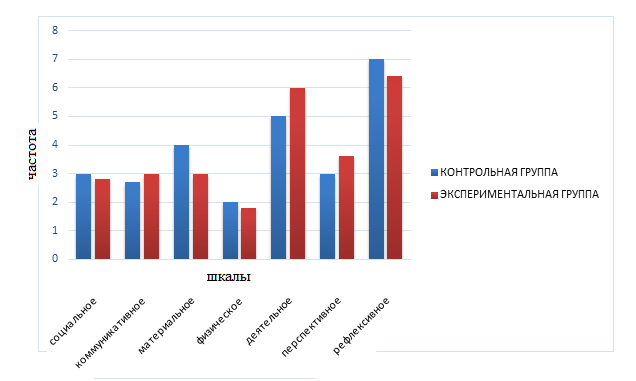 8
7
6
5
4
3
2
1
0
частота
шкалы
социальное
коммуникативное
материальное
физическое
деятельное
перспективное
рефлексивное
КОНТРОЛЬНАЯ ГРУППА
ЭКСПЕРИМЕНТАЛЬНАЯ ГРУППА